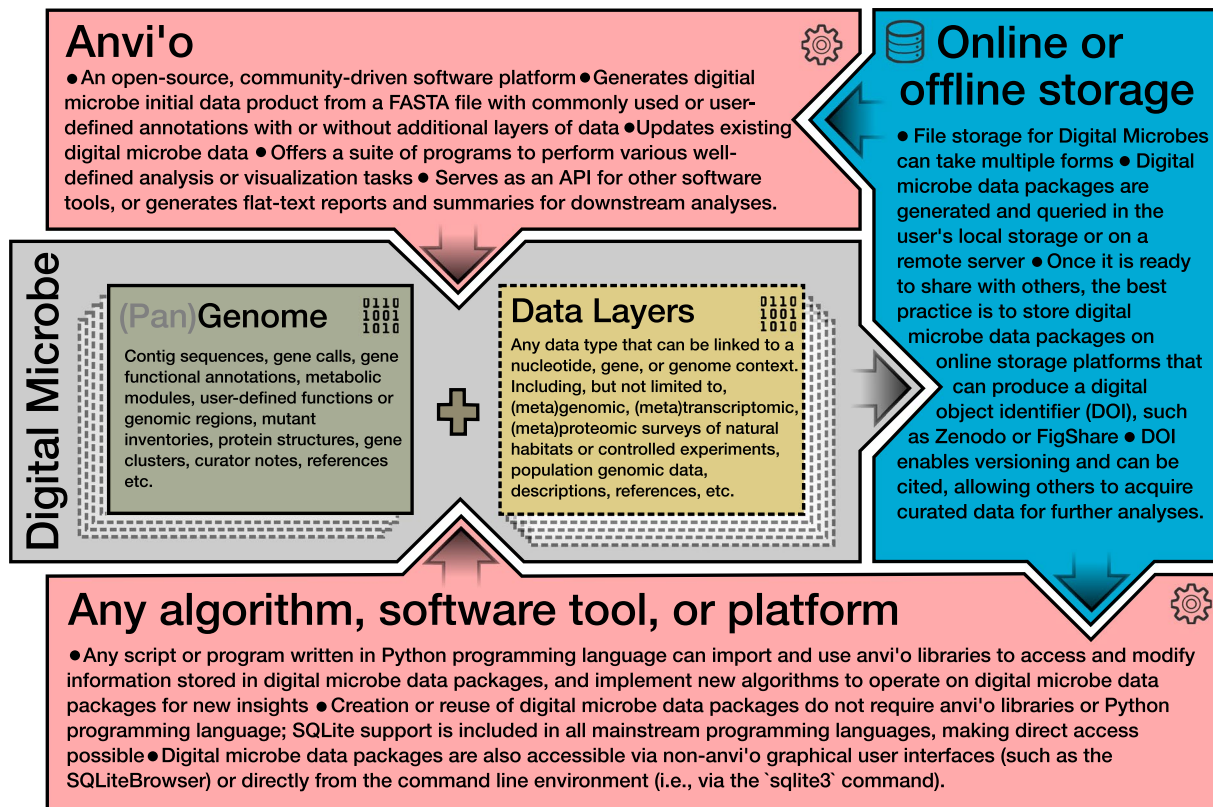 Anvi'o
●An open-source, community-driven software platform ●Generates digitial
microbe initial data product from a FASTA file with commonly used or user-
defined annotations with or without additional layers of data ●Updates existing
digital microbe data ● Offers a suite of programs to perform various well-
defined analysis or visualization tasks ● Serves as an API for other software
tools, or generates flat-text reports and summaries for downstream analyses.
Online or
offline storage
● File storage for Digital Microbes
can take multiple forms ● Digital
microbe data packages are
generated and queried in the
user's local storage or on a
remote server ● Once it is ready
to share with others, the best
practice is to store digital
microbe data packages on
online storage platforms that
can produce a digital
object identifier (DOI), such
as Zenodo or FigShare ● DOI
enables versioning and can be
cited, allowing others to acquire
curated data for further analyses.
Digital Microbe
(Pan)Genome
0110
1001
1010
Contig sequences, gene calls, gene
functional annotations, metabolic
modules, user-defined functions or
genomic regions, mutant
inventories, protein structures, gene
clusters, curator notes, references
etc.
Data Layers
0110
1001
1010
Any data type that can be linked to a
nucleotide, gene, or genome context.
Including, but not limited to,
(meta)genomic, (meta)transcriptomic,
(meta)proteomic surveys of natural
habitats or controlled experiments,
population genomic data,
descriptions, references, etc.
Any algorithm, software tool, or platform
●Any script or program written in Python programming language can import and use anvi'o libraries to access and modify
information stored in digital microbe data packages, and implement new algorithms to operate on digital microbe data
packages for new insights ●Creation or reuse of digital microbe data packages do not require anvi'o libraries or Python
programming language; SQLite support is included in all mainstream programming languages, making direct access
possible●Digital microbe data packages are also accessible via non-anvi'o graphical user interfaces (such as the
SQLiteBrowser) or directly from the command line environment (i.e., via the `sqlite3` command).